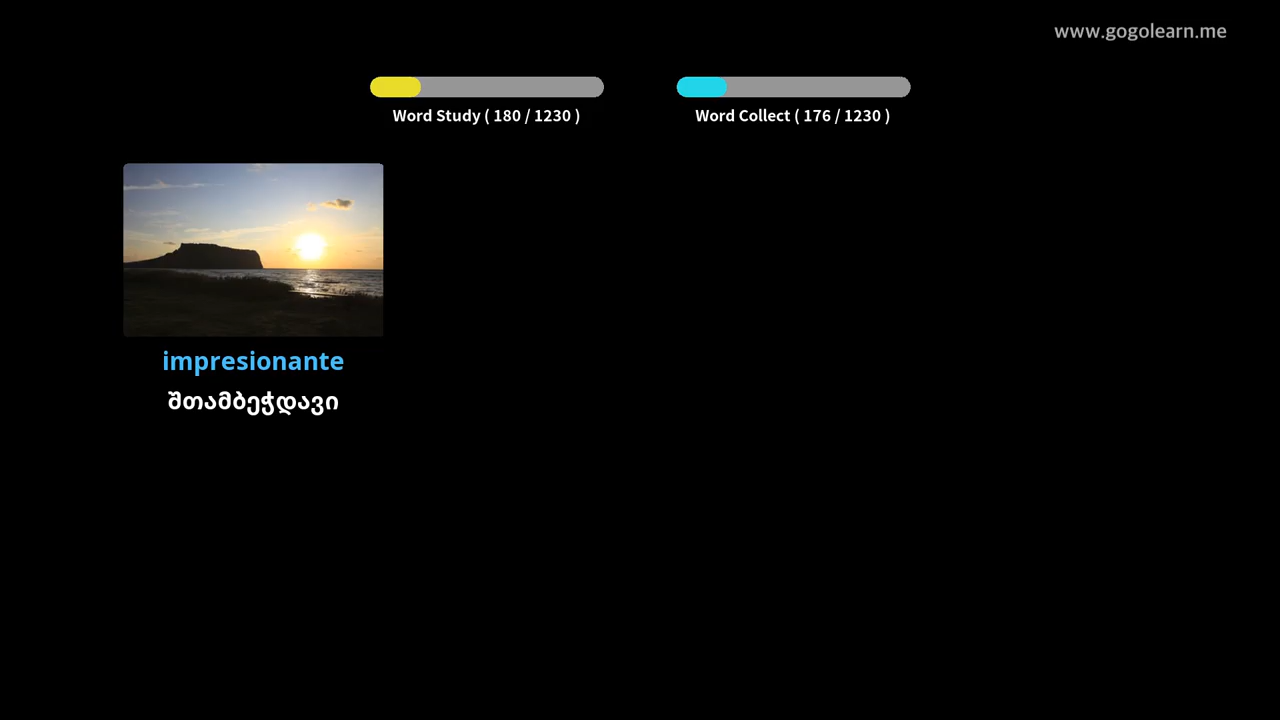 www.gogolearn.me
Word Study ( 180 / 1230 )
Word Collect ( 176 / 1230 )
impresionante
შთამბეჭდავი